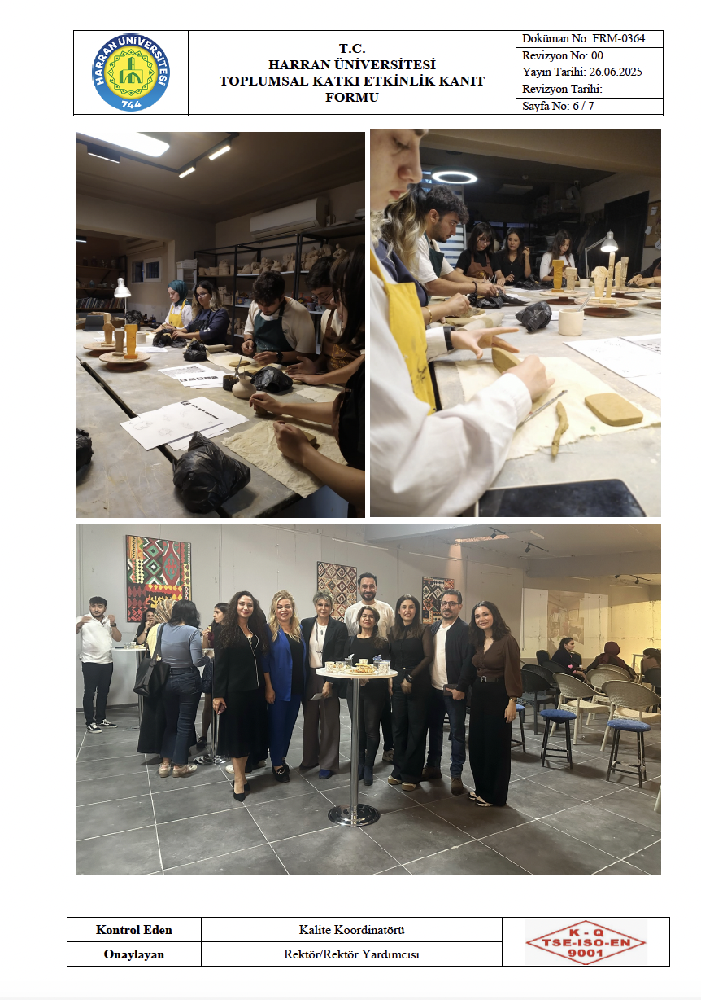 HARRAN ÜNİVERSİTESİ
744
T.C.
HARRAN ÜNİVERSİTESİ
TOPLUMSAL KATKI ETKİNLİK KANIT
FORMU
Doküman No: FRM-0364
Revizyon No: 00
Yayın Tarihi: 26.06.2025
Revizyon Tarihi:
Sayfa No: 6 / 7
Kontrol Eden
Kalite Koordinatörü
Onaylayan
Rektör/Rektör Yardımcısı
K - Q
TSE-ISO-EN
9001